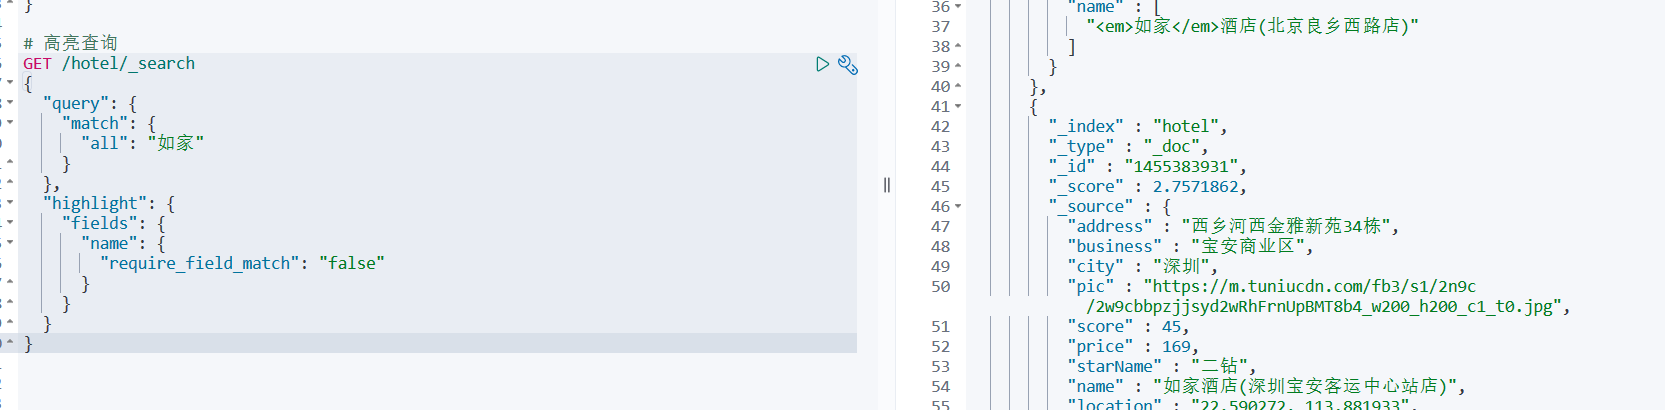 }
# 高亮查询
GET /hotel/_search
{
  "query": {
    "match": {
      "all": "如家"
    }
  },
  "highlight": {
    "fields": {
      "name": {
        "require_field_match": "false"
      }
    }
  }
}
36 "name" : [
37 "<em>如家</em>酒店(北京良乡西路店)"
38 ]
39 }
40 },
41 {
42 "_index" : "hotel",
43 "_type" : "_doc",
44 "_id" : "1455383931",
45 "_score" : 2.7571862,
46 "_source" : {
47 "address" : "西乡河西金雅新苑34栋",
48 "business" : "宝安商业区",
49 "city" : "深圳",
50 "pic" : "https://m.tuniucdn.com/fb3/s1/2n9c
/2w9cbbpzjjsyd2wRhFrnUpBMT8b4_w200_h200_c1_t0.jpg",
51 "score" : 45,
52 "price" : 169,
53 "starName" : "二钻",
54 "name" : "如家酒店(深圳宝安客运中心站店)",
55 "location" : "22.590272, 113.881933",